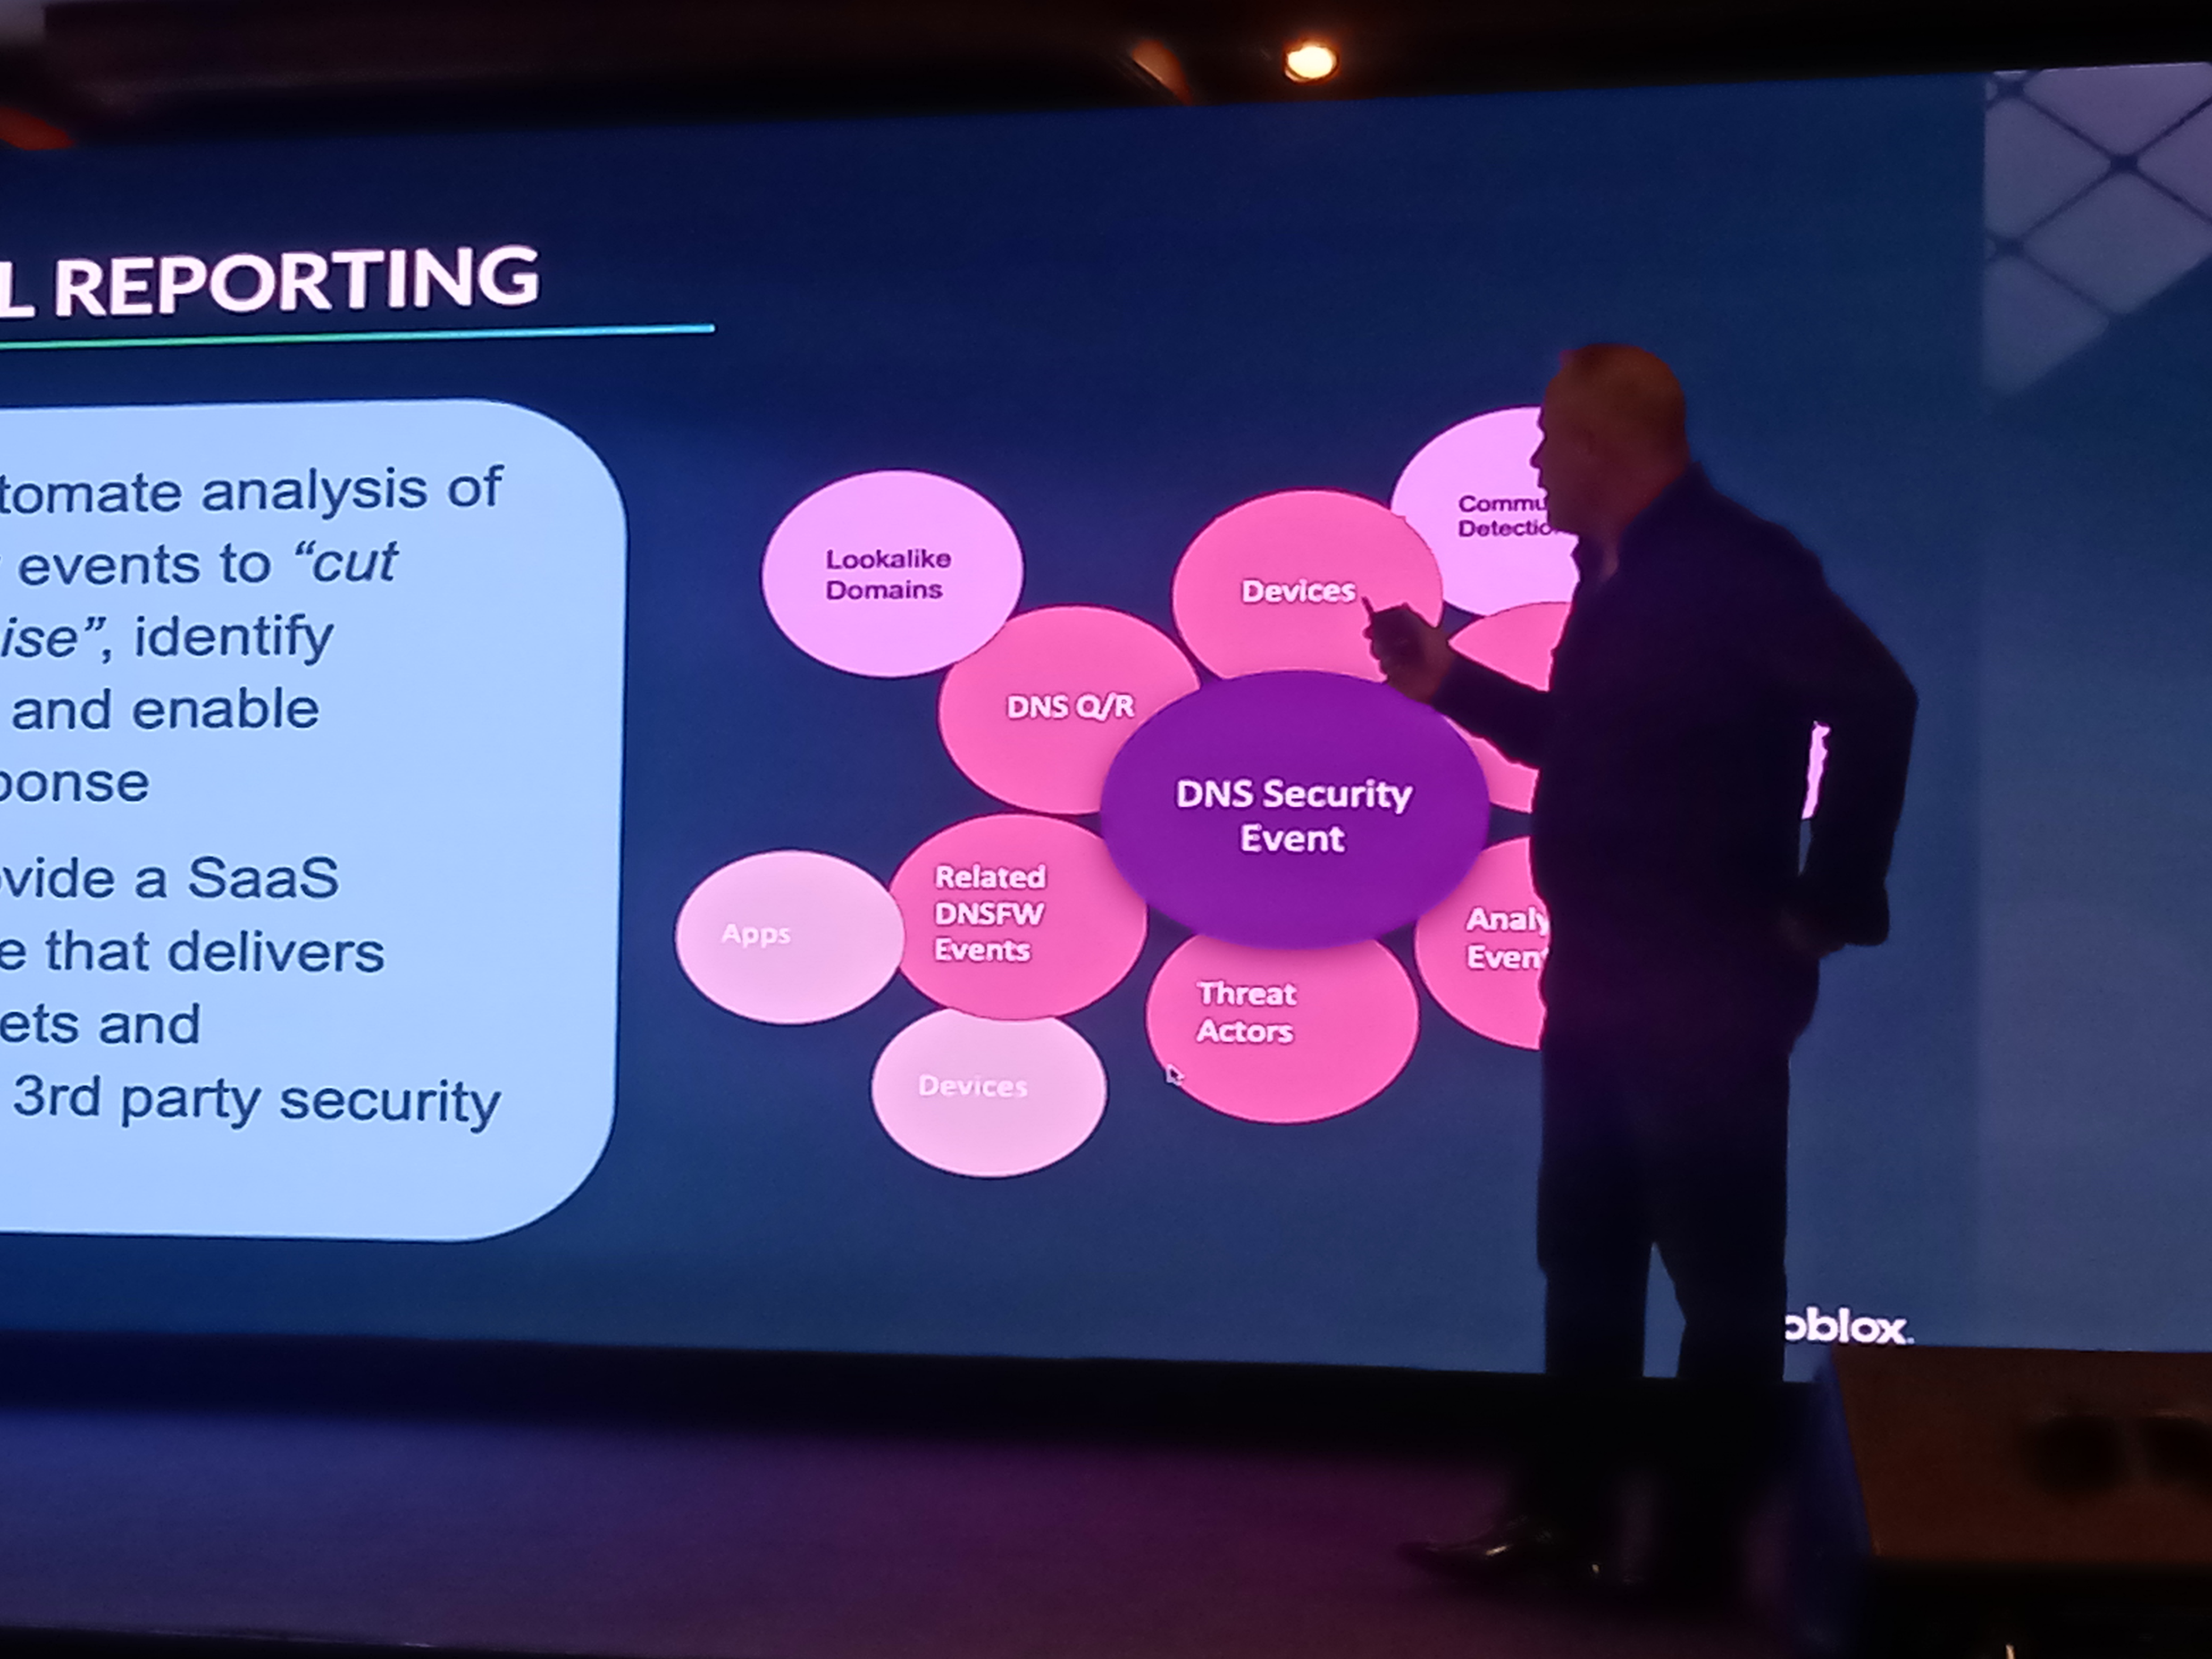 L REPORTING
tomate analysis of
events to “cut
ise”, identify
and enable
ponse
vide a SaaS
e that delivers
ets and
3rd party security
Lookalike
Domains
DNS Q/R
Devices
Commu
Detectio
DNS Security
Event
Related
DNSFW
Events
Apps
Devices
Threat
Actors
Analy
Even
oblox.